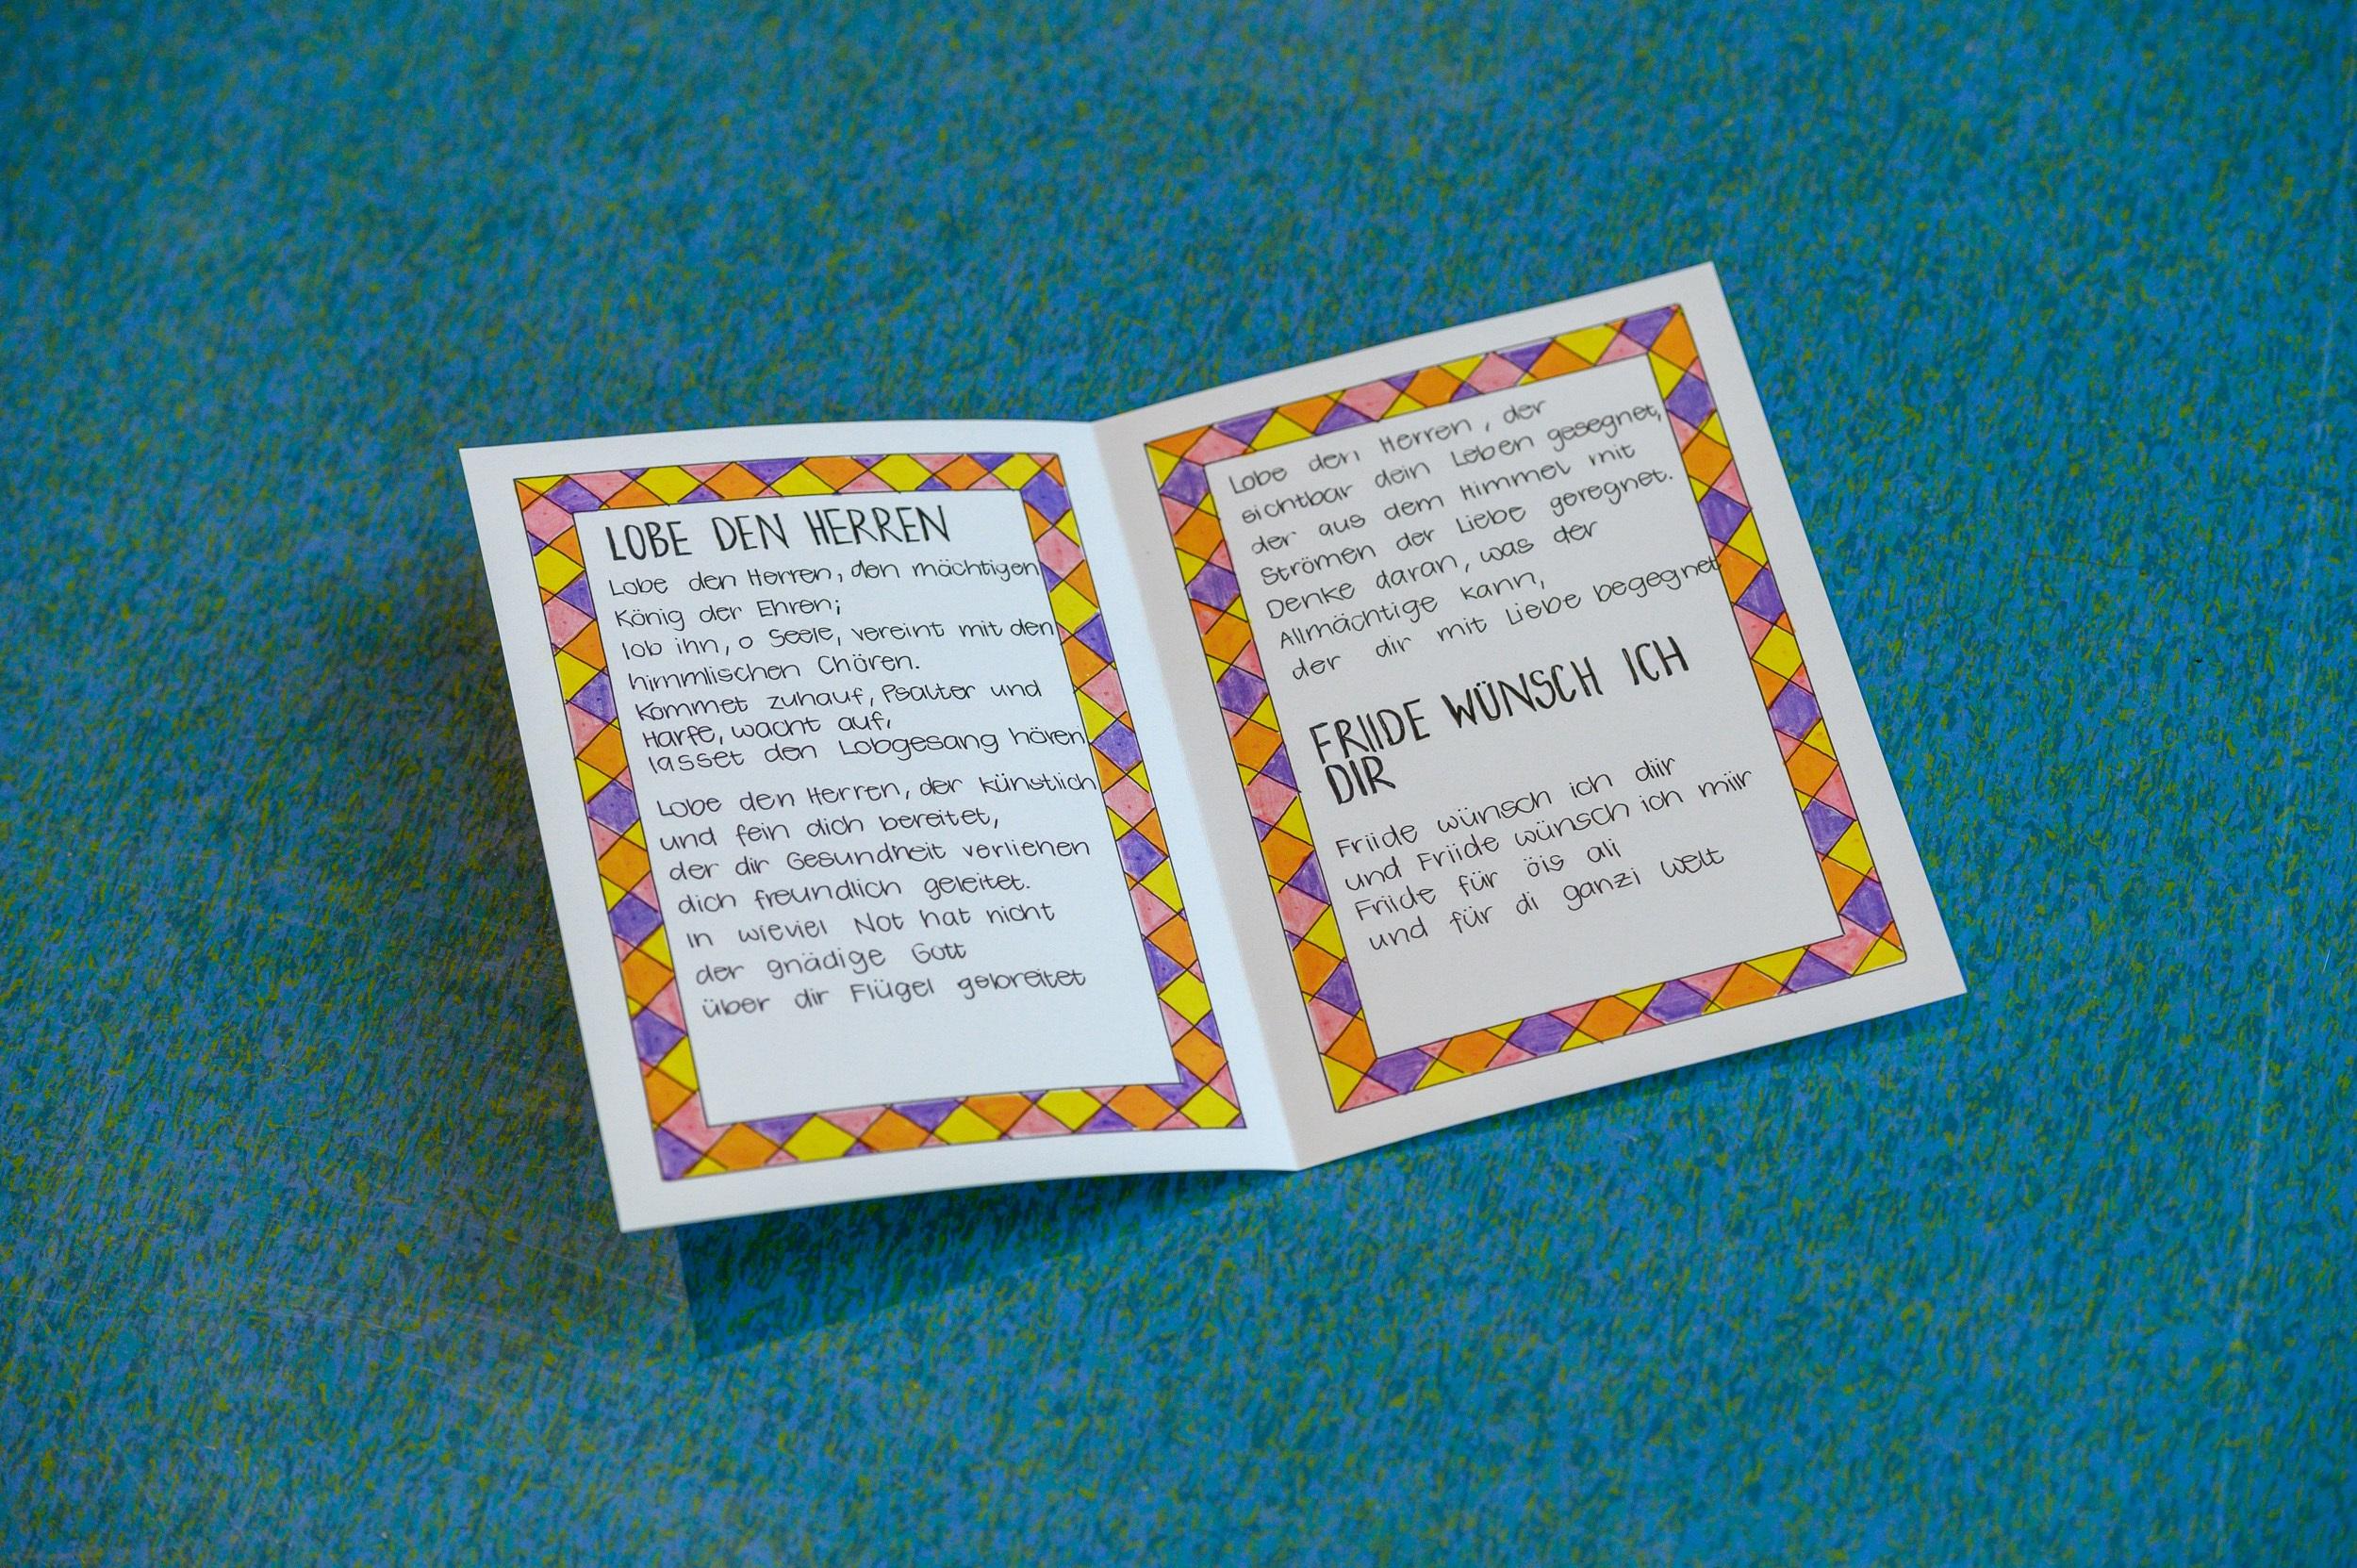 LOBE DEN HERREN
Lobe den Herren, den mächtigen
König der Ehren;
lob ihn, o Seele, vereint mit den
himmlischen Chören.
Kommet zuhauf, Psalter und
Harfe, wacht auf,
lasset den Lobgesang hören
Lobe den Herren, der künstlich
und fein dich bereitet,
der dir Gesundheit verliehen
dich freundlich geleitet.
In wieviel Not hat nicht
der gnädige Gott
über dir Flügel gebreitet
Lobe den Herren, der
sichtbar dein Leben gesegnet,
der aus dem Himmel mit
Strömen der Liebe geregnet.
Denke daran, was der
Allmächtige kann,
der dir mit Liebe begegnet
FRIIDE WÜNSCH ICH
DIR
Friide wünsch ich diir
und Friide wünsch ich miir
Friide für öis ali
und für di ganzi welt